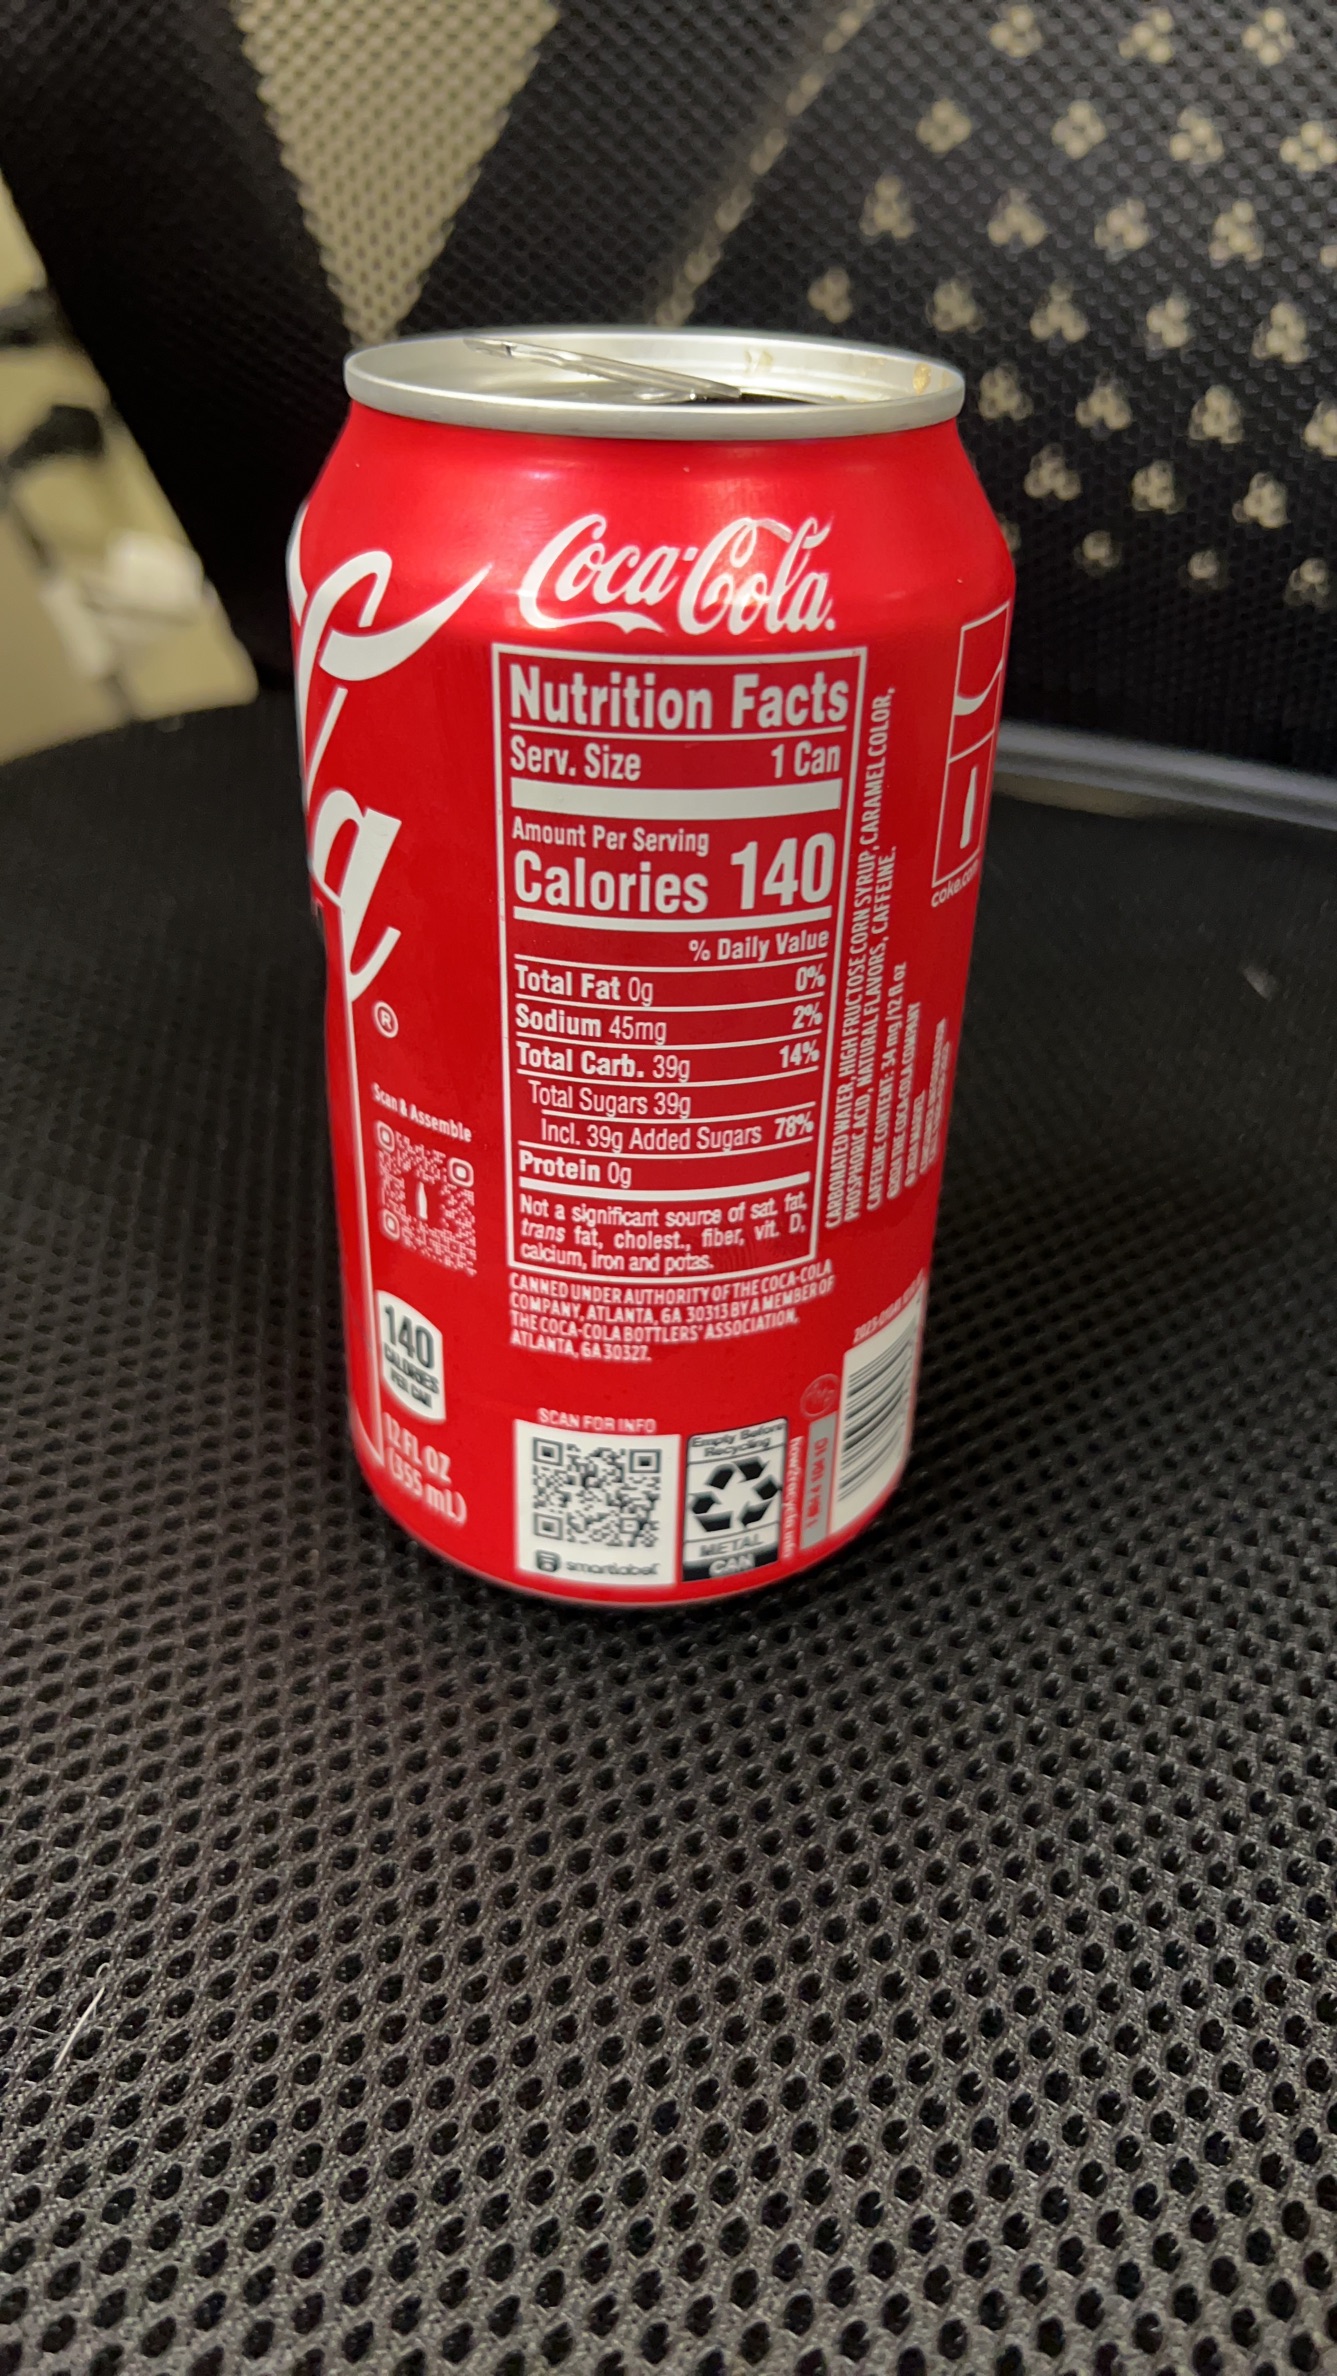 Coca-Cola
Nutrition Facts
Serv. Size 1 Can
Amount Per Serving
Calories 140
% Daily Value
Total Fat 0g 0%
Sodium 45mg 2%
Total Carb. 39g 14%
Total Sugars 39g
Incl. 39g Added Sugars 78%
Protein 0g
Not a significant source of sat. fat,
trans fat, cholest., fiber, vit. D,
calcium, iron and potas.
CANNED UNDER AUTHORITY OF THE COCA-COLA
COMPANY, ATLANTA, GA 30313 BY A MEMBER OF
THE COCA-COLA BOTTLERS' ASSOCIATION,
ATLANTA, GA 30327.
CARBONATED WATER, HIGH FRUCTOSE CORN SYRUP, CARAMEL COLOR,
PHOSPHORIC ACID, NATURAL FLAVORS, CAFFEINE.
CAFFEINE CONTENT: 34 mg/12 fl oz
COCA-COLA COMPANY
®
Scan & Assemble
140
CALORIES
PER CAN
12 FL OZ
(355 mL)
SCAN FOR INFO
smartlabel
Empty Before
Recycling
METAL
CAN
how2recycle.info